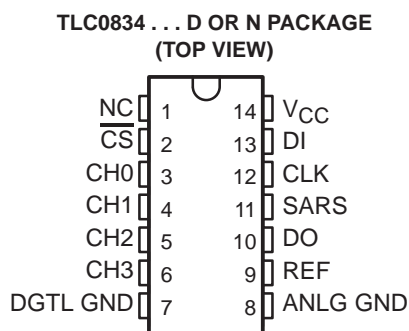 TLC0834 . . . D OR N PACKAGE
(TOP VIEW)
NC 1 14 VCC
CS 2 13 DI
CH0 3 12 CLK
CH1 4 11 SARS
CH2 5 10 DO
CH3 6 9 REF
DGTL GND 7 8 ANLG GND